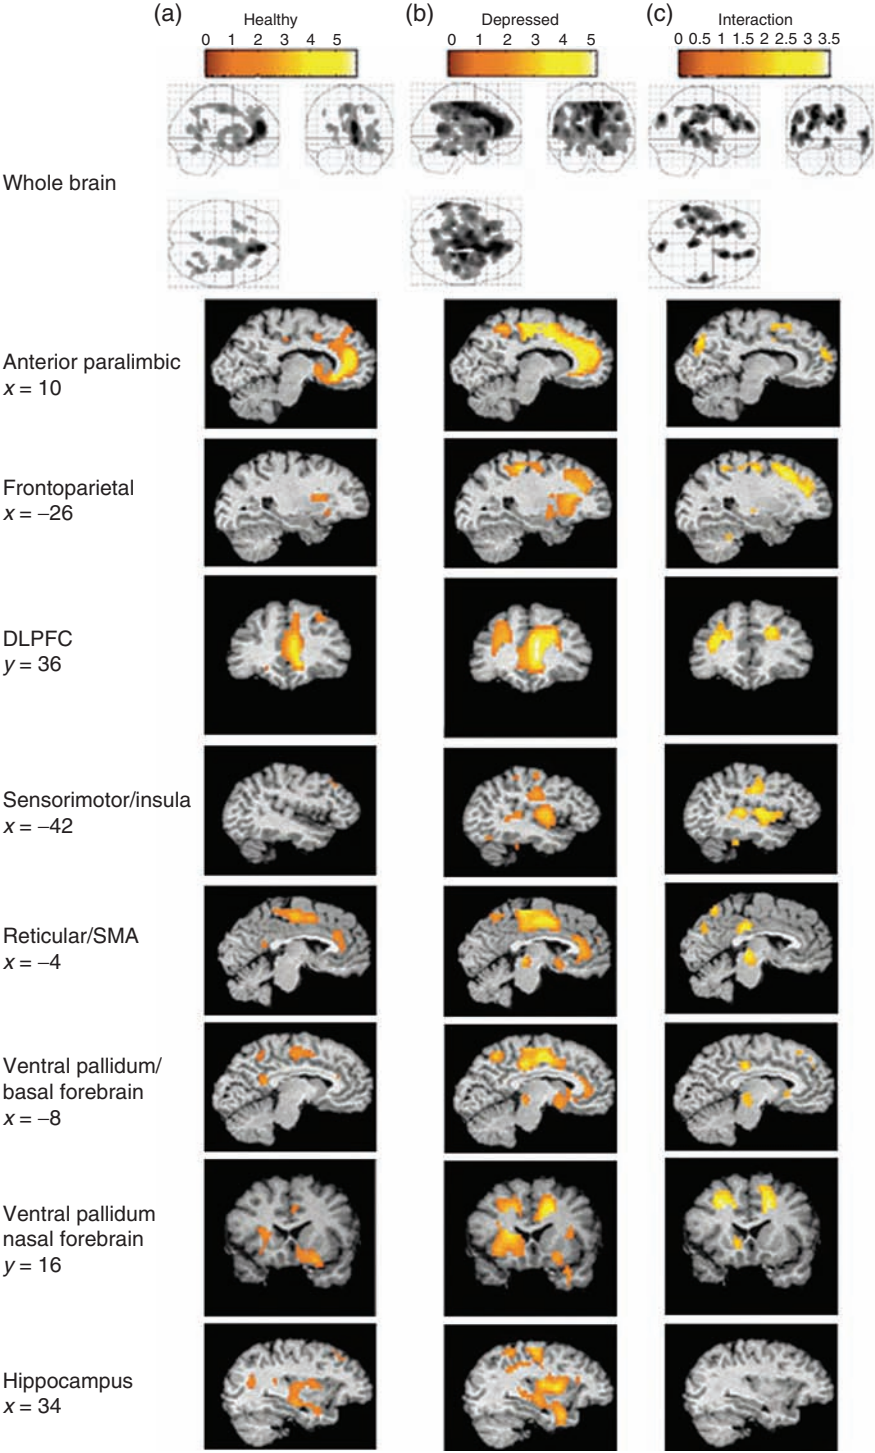 (a) Healthy
0 1 2 3 4 5
(b) Depressed
0 1 2 3 4 5
(c) Interaction
0 0.5 1 1.5 2 2.5 3 3.5
Whole brain
Anterior paralimbic
x = 10
Frontoparietal
x = −26
DLPFC
y = 36
Sensorimotor/insula
x = −42
Reticular/SMA
x = −4
Ventral pallidum/
basal forebrain
x = −8
Ventral pallidum
nasal forebrain
y = 16
Hippocampus
x = 34